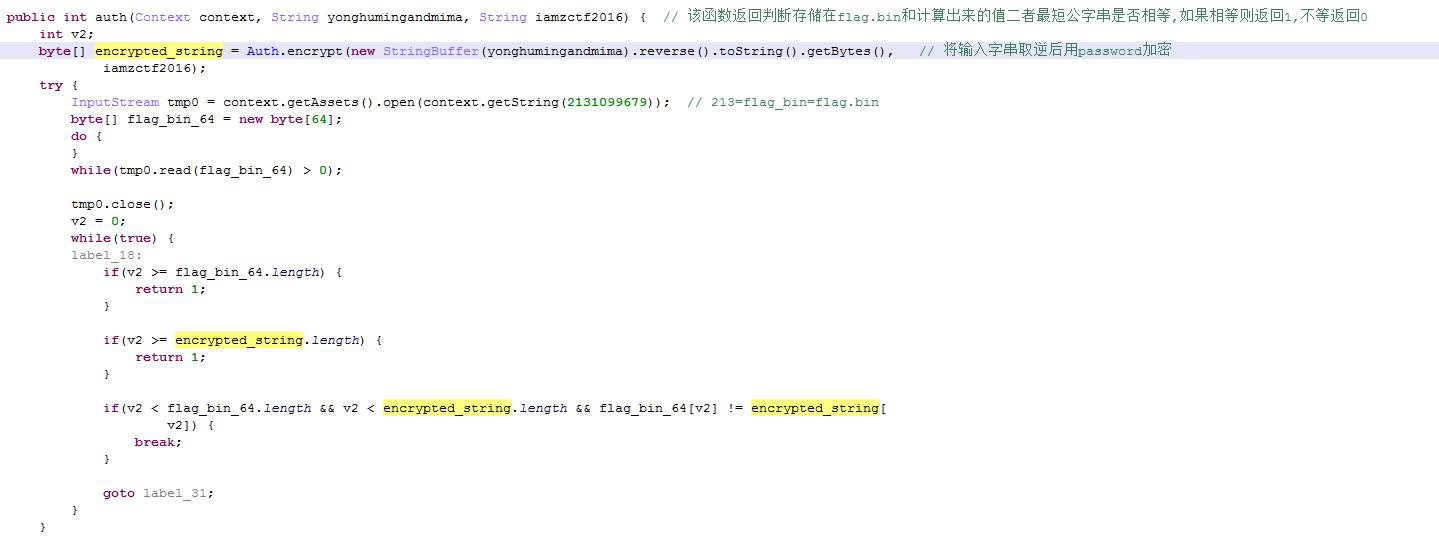 public int auth(Context context, String yonghumingandmima, String iamzctf2016) {  // 该函数返回判断存储在flag.bin和计算出来的值二者最短公字串是否相等,如果相等则返回1,不等返回0
    int v2;
    byte[] encrypted_string = Auth.encrypt(new StringBuffer(yonghumingandmima).reverse().toString().getBytes(),   // 将输入字串取逆后用password加密
            iamzctf2016);
    try {
        InputStream tmp0 = context.getAssets().open(context.getString(2131099679));  // 213=flag_bin=flag.bin
        byte[] flag_bin_64 = new byte[64];
        do {
        }
        while(tmp0.read(flag_bin_64) > 0);

        tmp0.close();
        v2 = 0;
        while(true) {
        label_18:
            if(v2 >= flag_bin_64.length) {
                return 1;
            }

            if(v2 >= encrypted_string.length) {
                return 1;
            }

            if(v2 < flag_bin_64.length && v2 < encrypted_string.length && flag_bin_64[v2] != encrypted_string[
                    v2]) {
                break;
            }

            goto label_31;
        }
    }